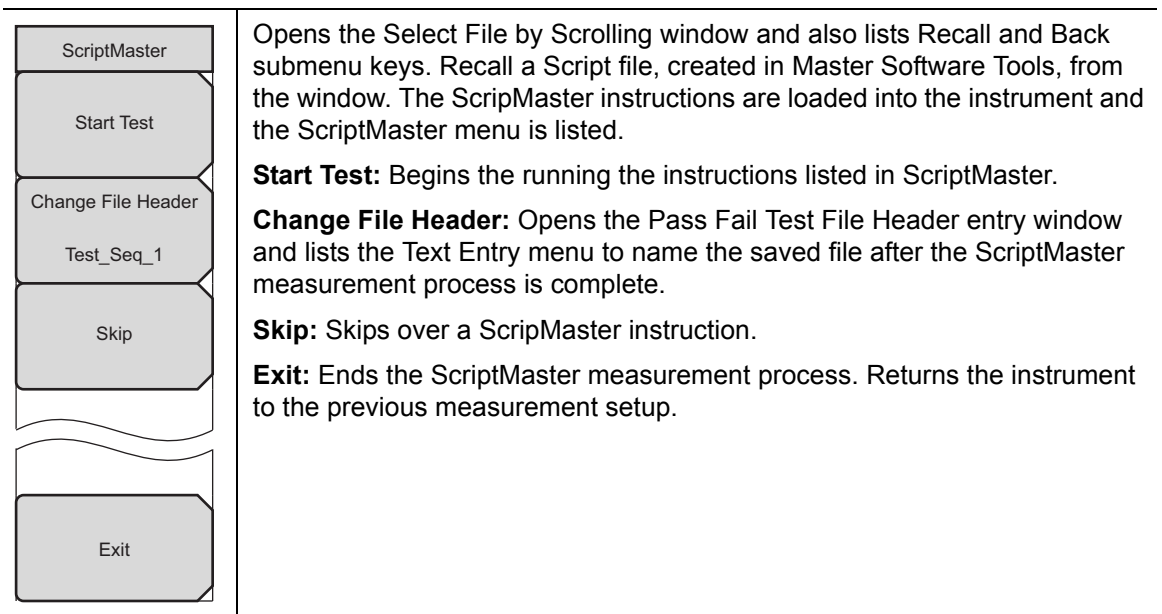 ScriptMaster
Start Test
Change File Header
Test_Seq_1
Skip
Exit
Opens the Select File by Scrolling window and also lists Recall and Back
submenu keys. Recall a Script file, created in Master Software Tools, from
the window. The ScripMaster instructions are loaded into the instrument and
the ScriptMaster menu is listed.
Start Test: Begins the running the instructions listed in ScriptMaster.
Change File Header: Opens the Pass Fail Test File Header entry window
and lists the Text Entry menu to name the saved file after the ScriptMaster
measurement process is complete.
Skip: Skips over a ScripMaster instruction.
Exit: Ends the ScriptMaster measurement process. Returns the instrument
to the previous measurement setup.